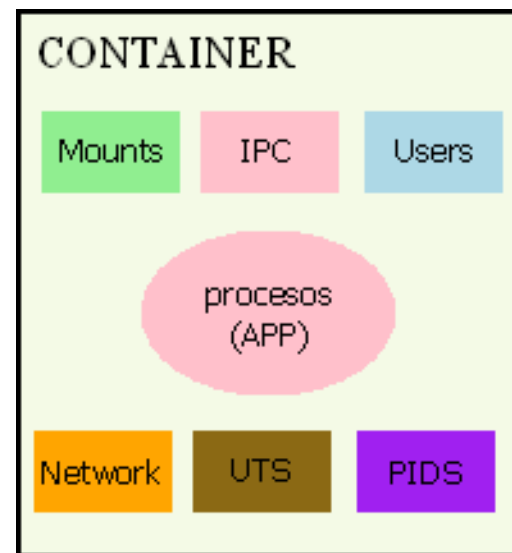 CONTAINER
Mounts IPC Users
procesos
(APP)
Network UTS PIDS